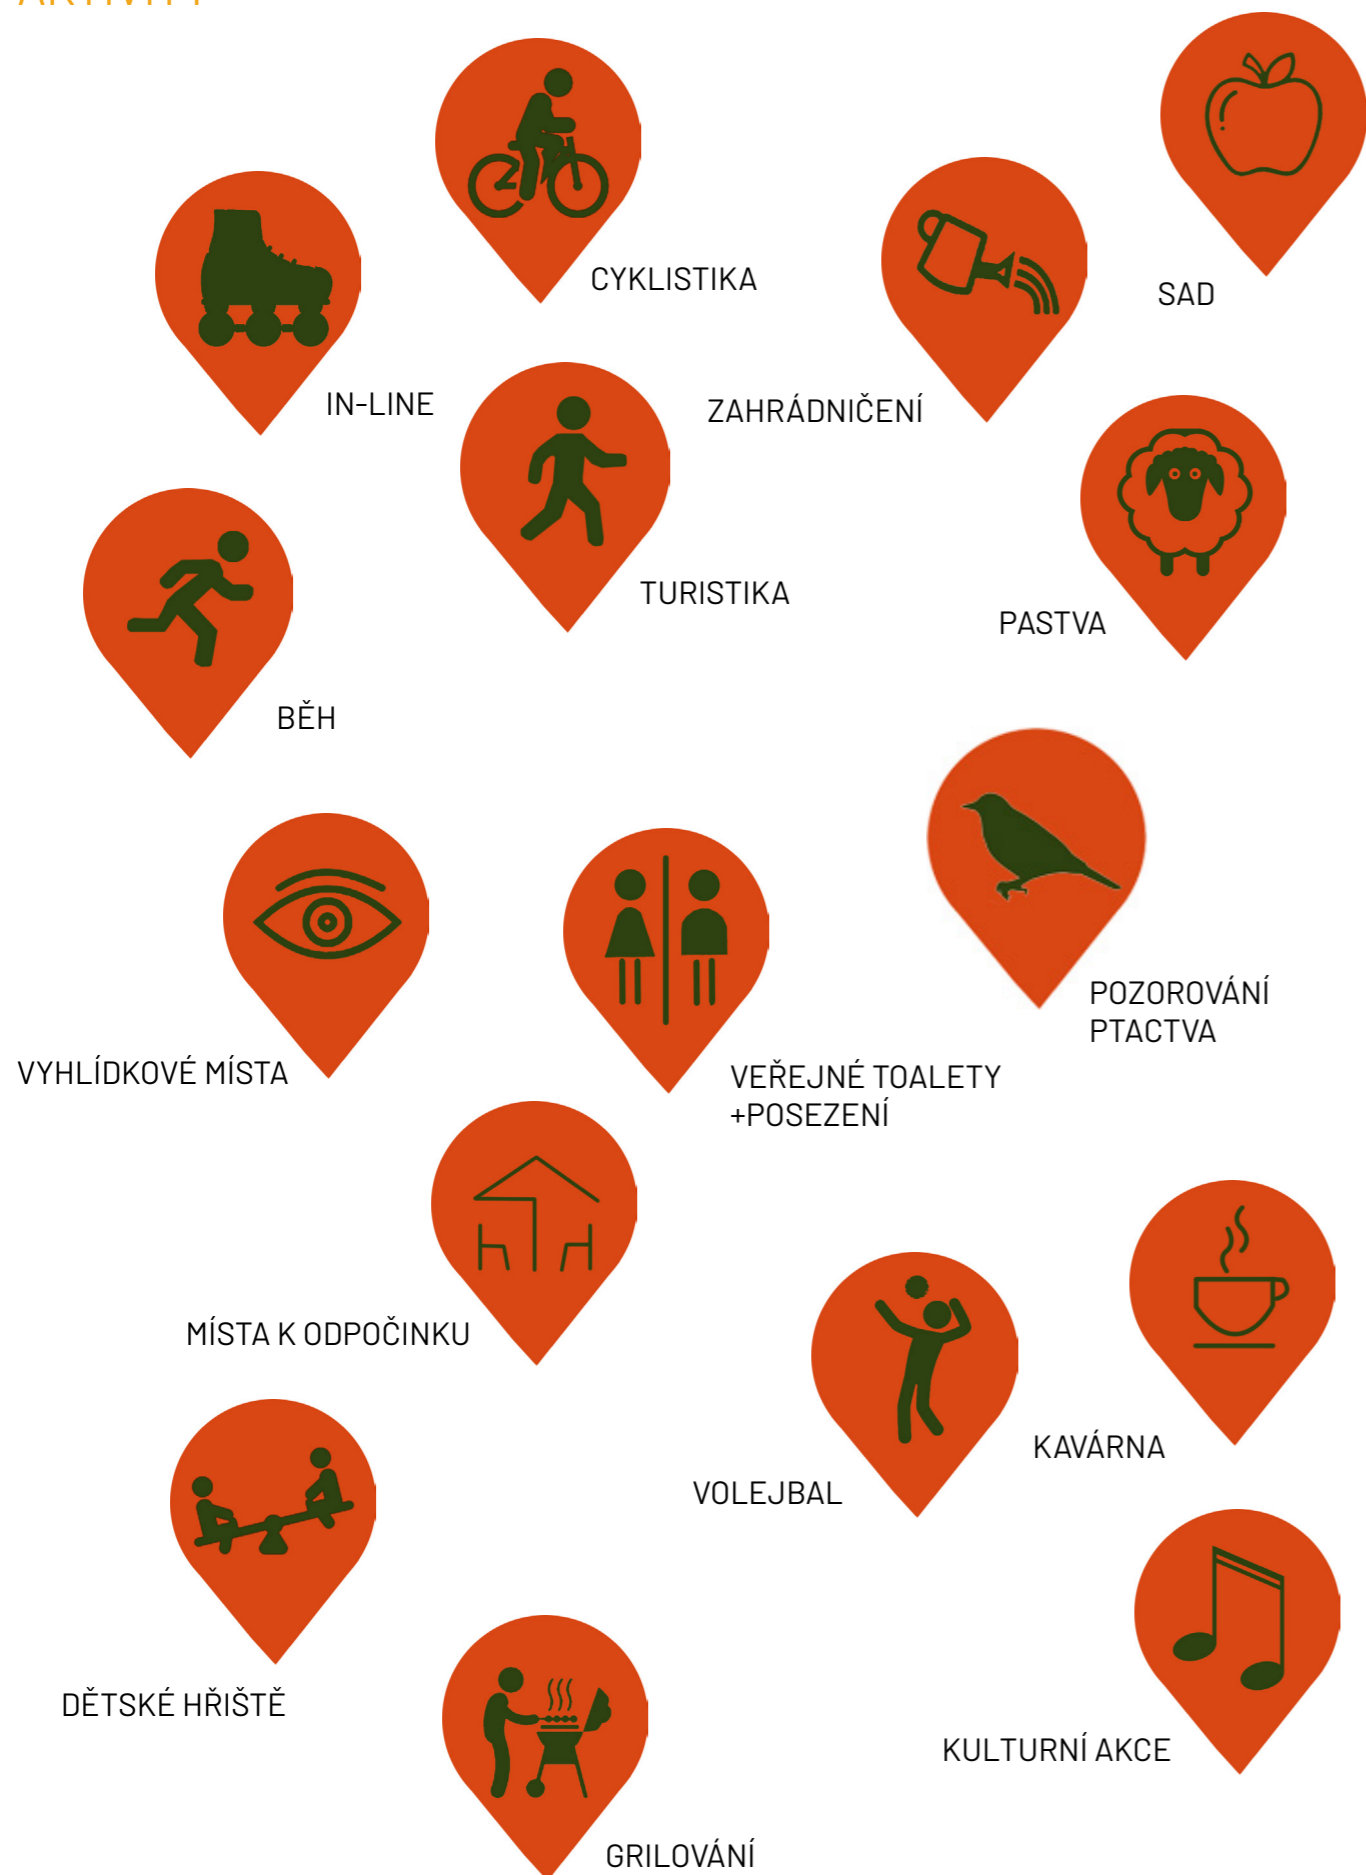 AKTIVITY
CYKLISTIKA
SAD
IN-LINE
ZAHRÁDNIČENÍ
TURISTIKA
PASTVA
BĚH
POZOROVÁNÍ
PTACTVA
VYHLÍDKOVÉ MÍSTA
VEŘEJNÉ TOALETY
+POSEZENÍ
MÍSTA K ODPOČINKU
KAVÁRNA
VOLEJBAL
DĚTSKÉ HŘIŠTĚ
KULTURNÍ AKCE
GRILOVÁNÍ